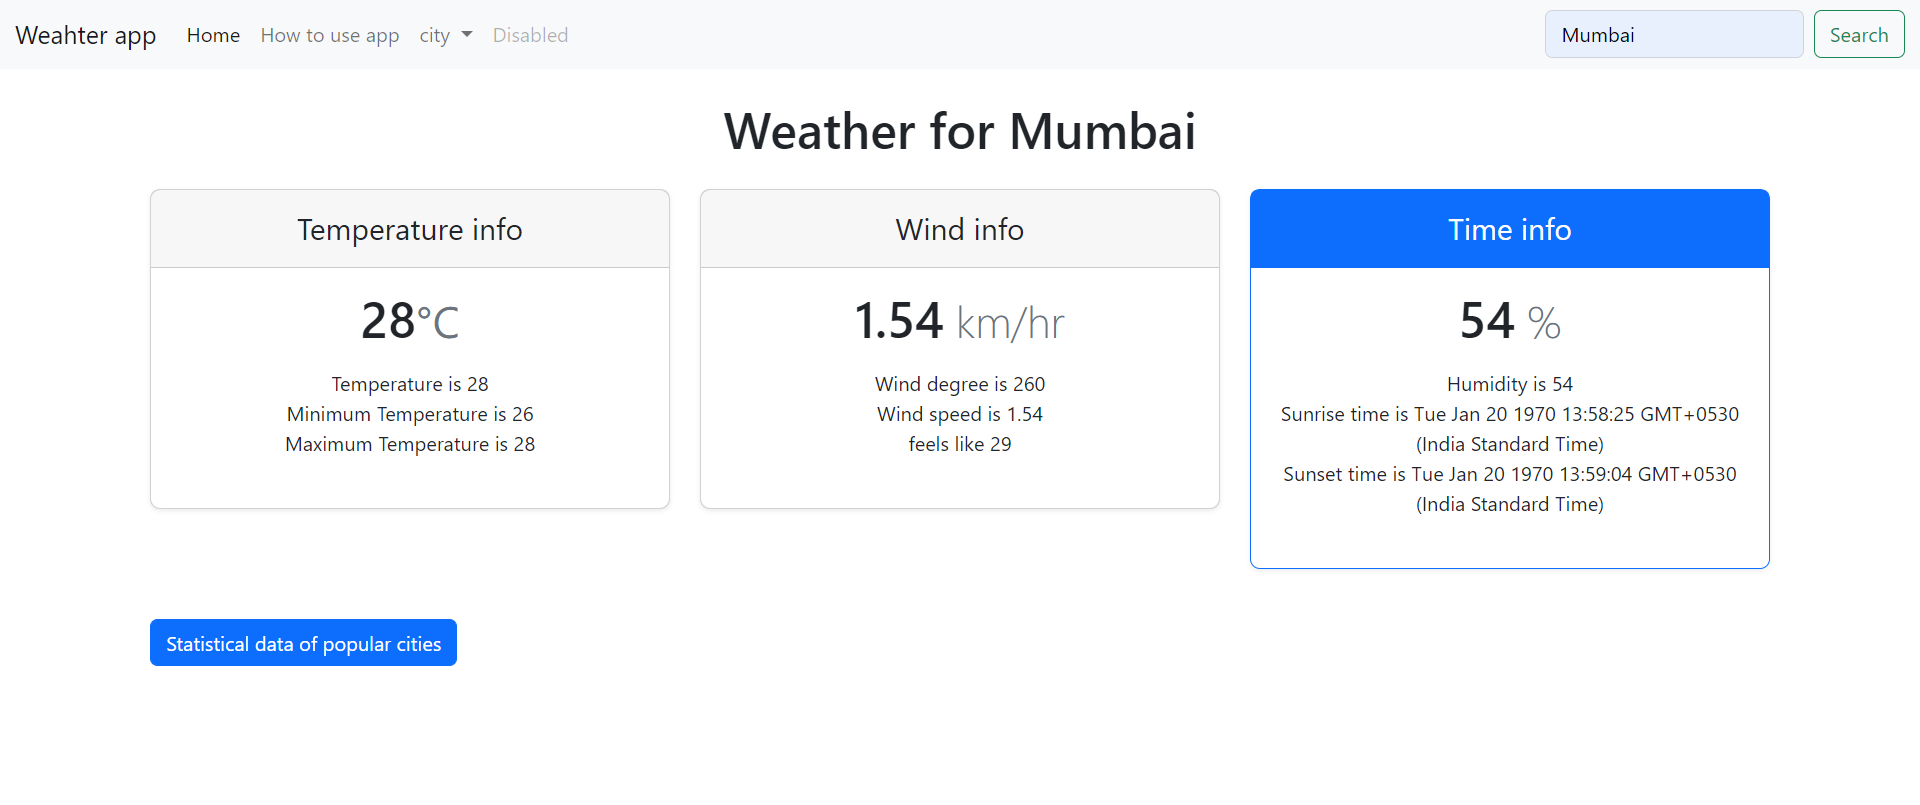 Weahter app Home How to use app city Disabled Mumbai Search
Weather for Mumbai
Temperature info
28°C
Temperature is 28
Minimum Temperature is 26
Maximum Temperature is 28
Wind info
1.54 km/hr
Wind degree is 260
Wind speed is 1.54
feels like 29
Time info
54 %
Humidity is 54
Sunrise time is Tue Jan 20 1970 13:58:25 GMT+0530
(India Standard Time)
Sunset time is Tue Jan 20 1970 13:59:04 GMT+0530
(India Standard Time)
Statistical data of popular cities